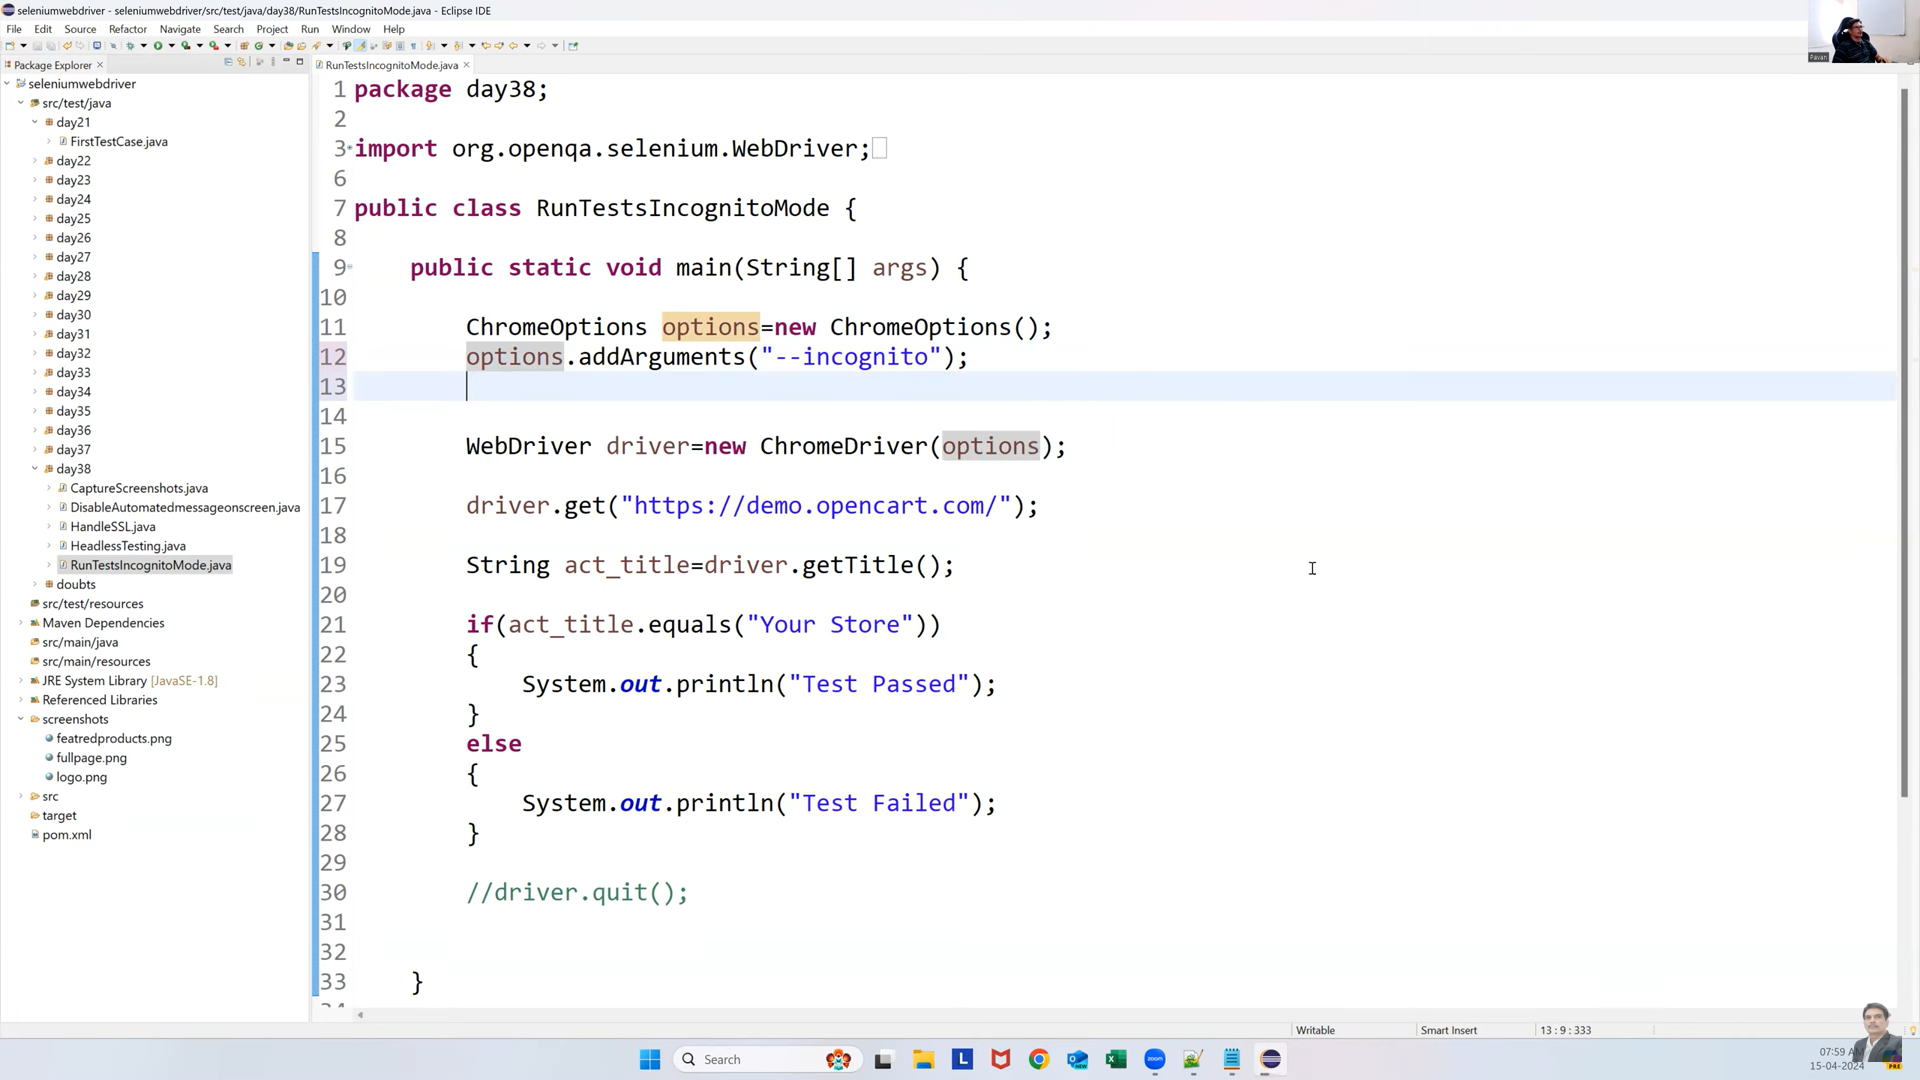 seleniumwebdriver - seleniumwebdriver/src/test/java/day38/RunTestsIncognitoMode.java - Eclipse IDE
File Edit Source Refactor Navigate Search Project Run Window Help
Package Explorer
RunTestsIncognitoMode.java
Pavan
seleniumwebdriver
src/test/java
day21
FirstTestCase.java
day22
day23
day24
day25
day26
day27
day28
day29
day30
day31
day32
day33
day34
day35
day36
day37
day38
CaptureScreenshots.java
DisableAutomatedmessageonscreen.java
HandleSSL.java
HeadlessTesting.java
RunTestsIncognitoMode.java
doubts
src/test/resources
Maven Dependencies
src/main/java
src/main/resources
JRE System Library [JavaSE-1.8]
Referenced Libraries
screenshots
featredproducts.png
fullpage.png
logo.png
src
target
pom.xml
1 package day38;
2
3 import org.openqa.selenium.WebDriver;
6
7 public class RunTestsIncognitoMode {
8
9 public static void main(String[] args) {
10
11 ChromeOptions options=new ChromeOptions();
12 options.addArguments("--incognito");
13
14
15 WebDriver driver=new ChromeDriver(options);
16
17 driver.get("https://demo.opencart.com/");
18
19 String act_title=driver.getTitle();
20
21 if(act_title.equals("Your Store"))
22 {
23 System.out.println("Test Passed");
24 }
25 else
26 {
27 System.out.println("Test Failed");
28 }
29
30 //driver.quit();
31
32
33 }
Writable Smart Insert 13 : 9 : 333
Search
07:59
15-04-2024
PRE